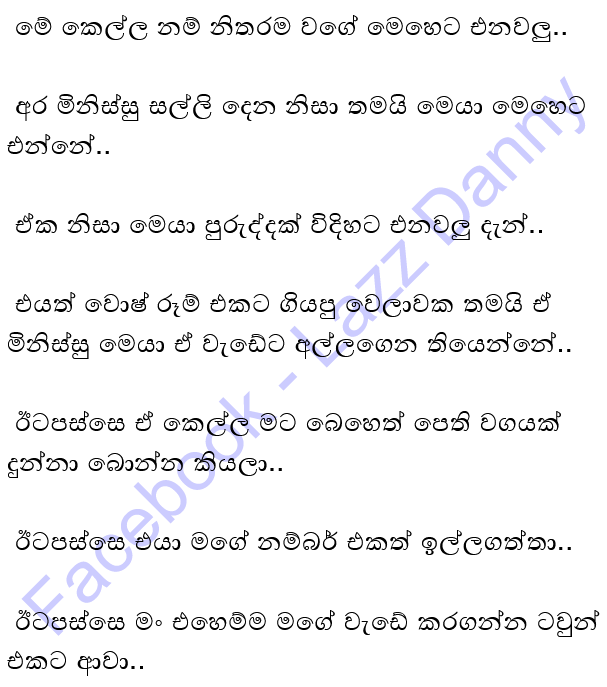 මේ කෙල්ල නම් නිතරම වගේ මෙහෙට එනවලු..
අර මිනිස්සු සල්ලි දෙන නිසා තමයි මෙයා මෙහෙට
එන්නේ..
ඒක නිසා මෙයා පුරුද්දක් විදිහට එනවලු දැන්..
එයත් වොෂ් රූම් එකට ගියපු වෙලාවක තමයි ඒ
මිනිස්සු මෙයා ඒ වැඩේට අල්ලගෙන තියෙන්නේ..
ඊටපස්සෙ ඒ කෙල්ල මට බෙහෙත් පෙති වගයක්
දුන්නා බොන්න කියලා..
ඊටපස්සෙ එයා මගේ නම්බර් එකත් ඉල්ලගත්තා..
ඊටපස්සෙ මං එහෙම්ම මගේ වැඩේ කරගන්න ටවුන්
එකට ආවා..
Facebook - Lazz Danny